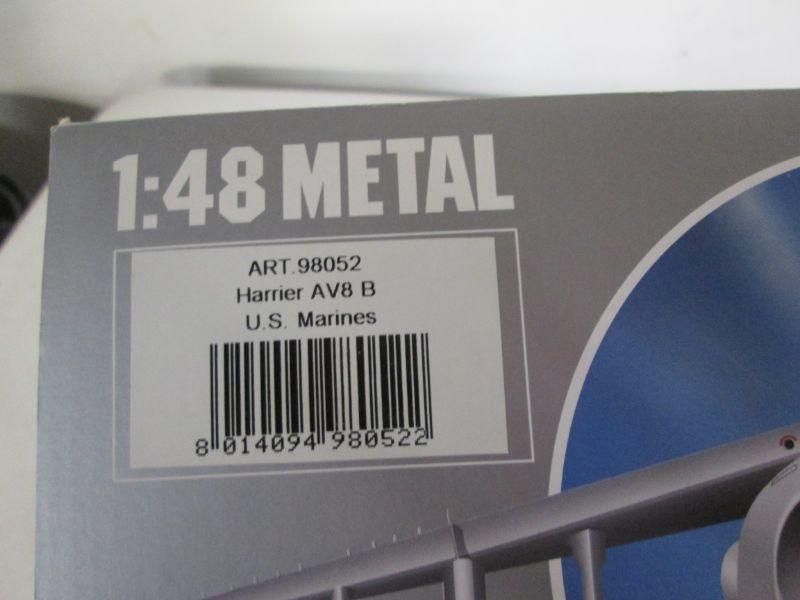 1:48 METAL
ART.98052
Harrier AV8 B
U.S. Marines
8 014094 980522